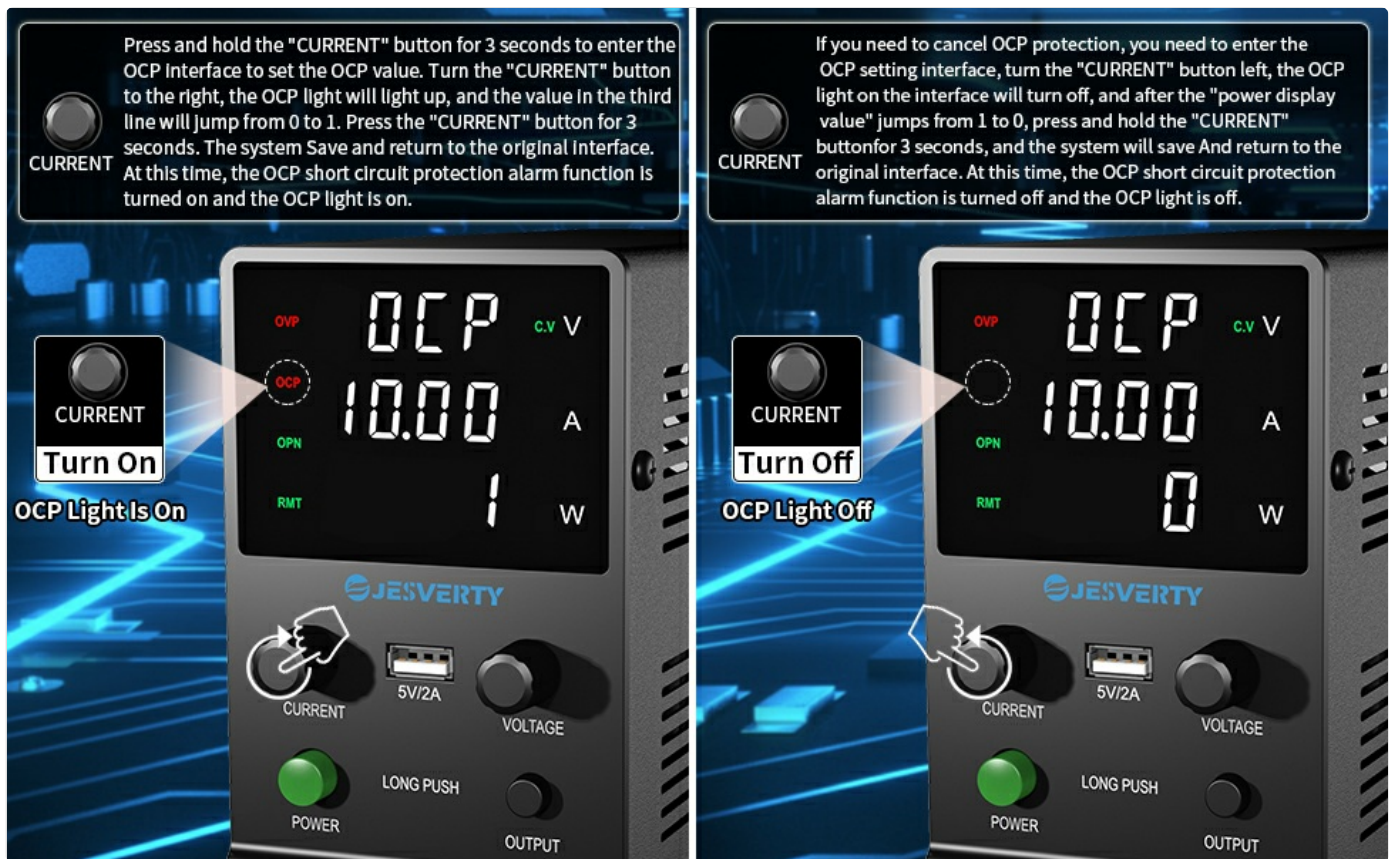 Press and hold the "CURRENT" button for 3 seconds to enter the
OCP Interface to set the OCP value. Turn the "CURRENT" button
to the right, the OCP light will light up, and the value in the third
line will jump from 0 to 1. Press the "CURRENT" button for 3
seconds. The system Save and return to the original interface.
At this time, the OCP short circuit protection alarm function is
turned on and the OCP light is on.
CURRENT
OVP
OCP
C.V V
OCP
10.00
A
CURRENT
Turn On
OPN
RMT
1
W
OCP Light Is On
JESVERTY
5V/2A
CURRENT
VOLTAGE
LONG PUSH
POWER
OUTPUT
If you need to cancel OCP protection, you need to enter the
OCP setting interface, turn the "CURRENT" button left, the OCP
light on the interface will turn off, and after the "power display
value" jumps from 1 to 0, press and hold the "CURRENT"
buttonfor 3 seconds, and the system will save And return to the
original interface. At this time, the OCP short circuit protection
alarm function is turned off and the OCP light is off.
CURRENT
OVP
OCP
C.V V
10.00
A
CURRENT
Turn Off
OPN
RMT
0
W
OCP Light Off
JESVERTY
5V/2A
CURRENT
VOLTAGE
LONG PUSH
POWER
OUTPUT